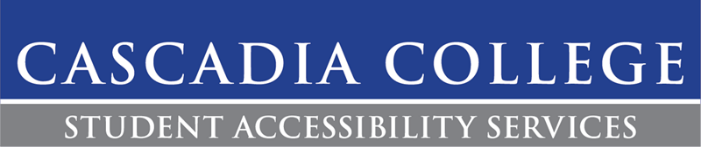 CASCADIA COLLEGE
STUDENT ACCESSIBILITY SERVICES